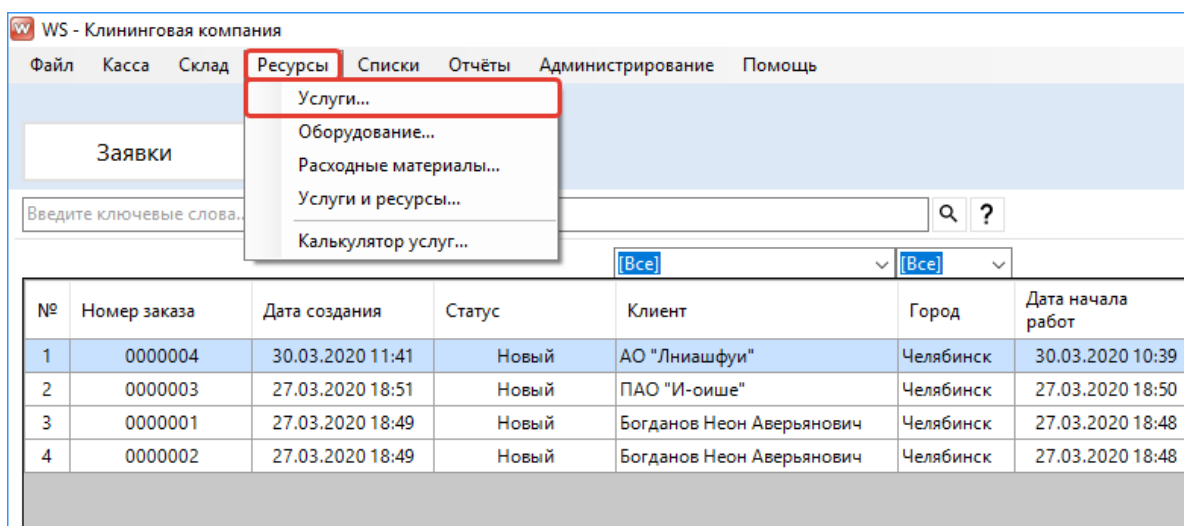 WS - Клининговая компания
Файл Касса Склад Ресурсы Списки Отчёты Администрирование Помощь
Услуги...
Оборудование...
Заявки
Расходные материалы...
Услуги и ресурсы...
Введите ключевые слова..
?
Калькулятор услуг...
[Все] [Все]
№ Номер заказа Дата создания Статус Клиент Город Дата начала работ
1 0000004 30.03.2020 11:41 Новый АО "Лниашфуи" Челябинск 30.03.2020 10:39
2 0000003 27.03.2020 18:51 Новый ПАО "И-оише" Челябинск 27.03.2020 18:50
3 0000001 27.03.2020 18:49 Новый Богданов Неон Аверьянович Челябинск 27.03.2020 18:48
4 0000002 27.03.2020 18:49 Новый Богданов Неон Аверьянович Челябинск 27.03.2020 18:48